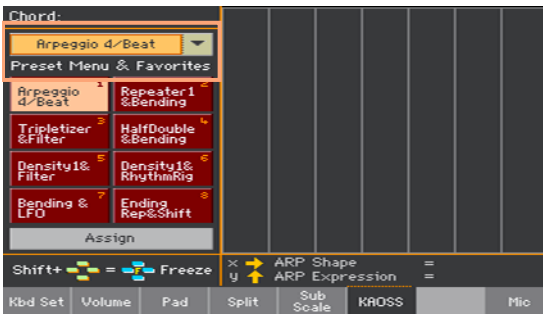 Chord:
Arpeggio 4/Beat
Preset Menu & Favorites
Arpeggio 4/Beat 1
Repeater1 &Bending 2
Tripletizer &Filter 3
HalfDouble &Bending 4
Density1& Filter 5
Density1& RhythmRig 6
Bending & LFO 7
Ending Rep&Shift 8
Assign
Shift+ = Freeze
x ARP Shape =
y ARP Expression =
Kbd Set Volume Pad Split Sub Scale KAOSS Mic